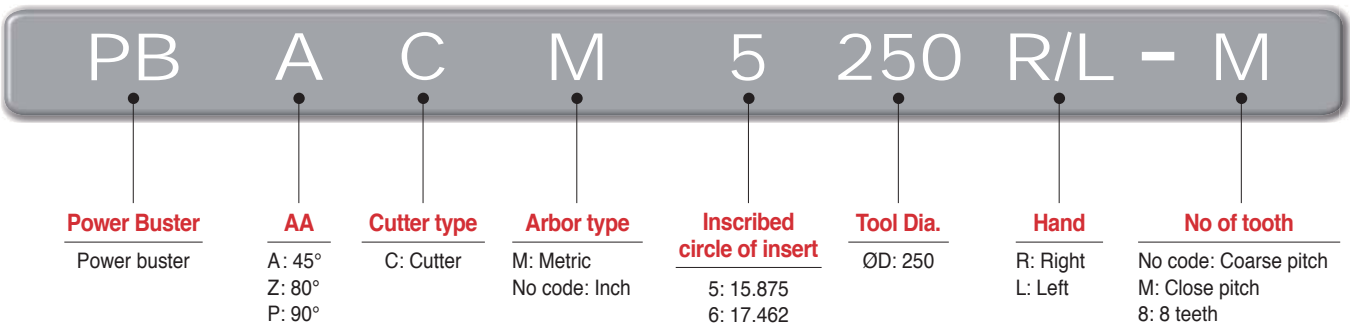 PB A C M 5 250 R/L - M
Power Buster
Power buster
AA
A: 45°
Z: 80°
P: 90°
Cutter type
C: Cutter
Arbor type
M: Metric
No code: Inch
Inscribed
circle of insert
5: 15.875
6: 17.462
Tool Dia.
ØD: 250
Hand
R: Right
L: Left
No of tooth
No code: Coarse pitch
M: Close pitch
8: 8 teeth